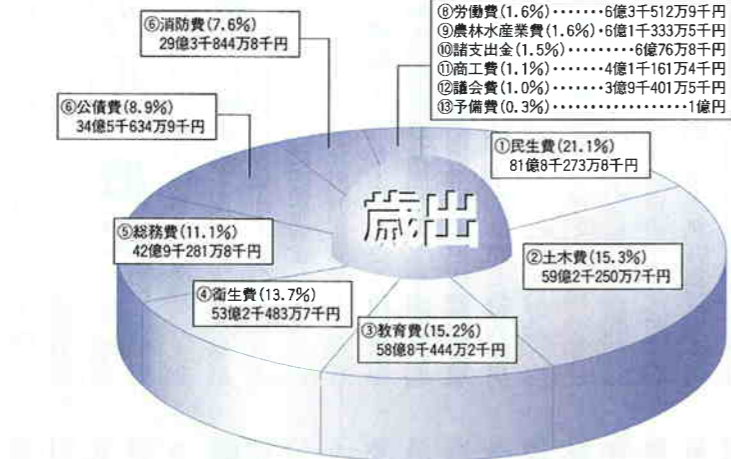 ⑥消防費(7.6%)
29億3千844万8千円
⑧労働費(1.6%)・・・・・・・6億3千512万9千円
⑨農林水産業費(1.6%)・6億1千333万5千円
⑩諸支出金(1.5%)・・・・・・・・・6億76万8千円
⑪商工費(1.1%)・・・・・・・4億1千161万4千円
⑫議会費(1.0%)・・・・・・・3億9千401万5千円
⑬予備費(0.3%)・・・・・・・・・・・・・・・・・・1億円
⑥公債費(8.9%)
34億5千634万9千円
①民生費(21.1%)
81億8千273万8千円
歳出
⑤総務費(11.1%)
42億9千281万8千円
②土木費(15.3%)
59億2千250万7千円
④衛生費(13.7%)
53億2千483万7千円
③教育費(15.2%)
58億8千444万2千円